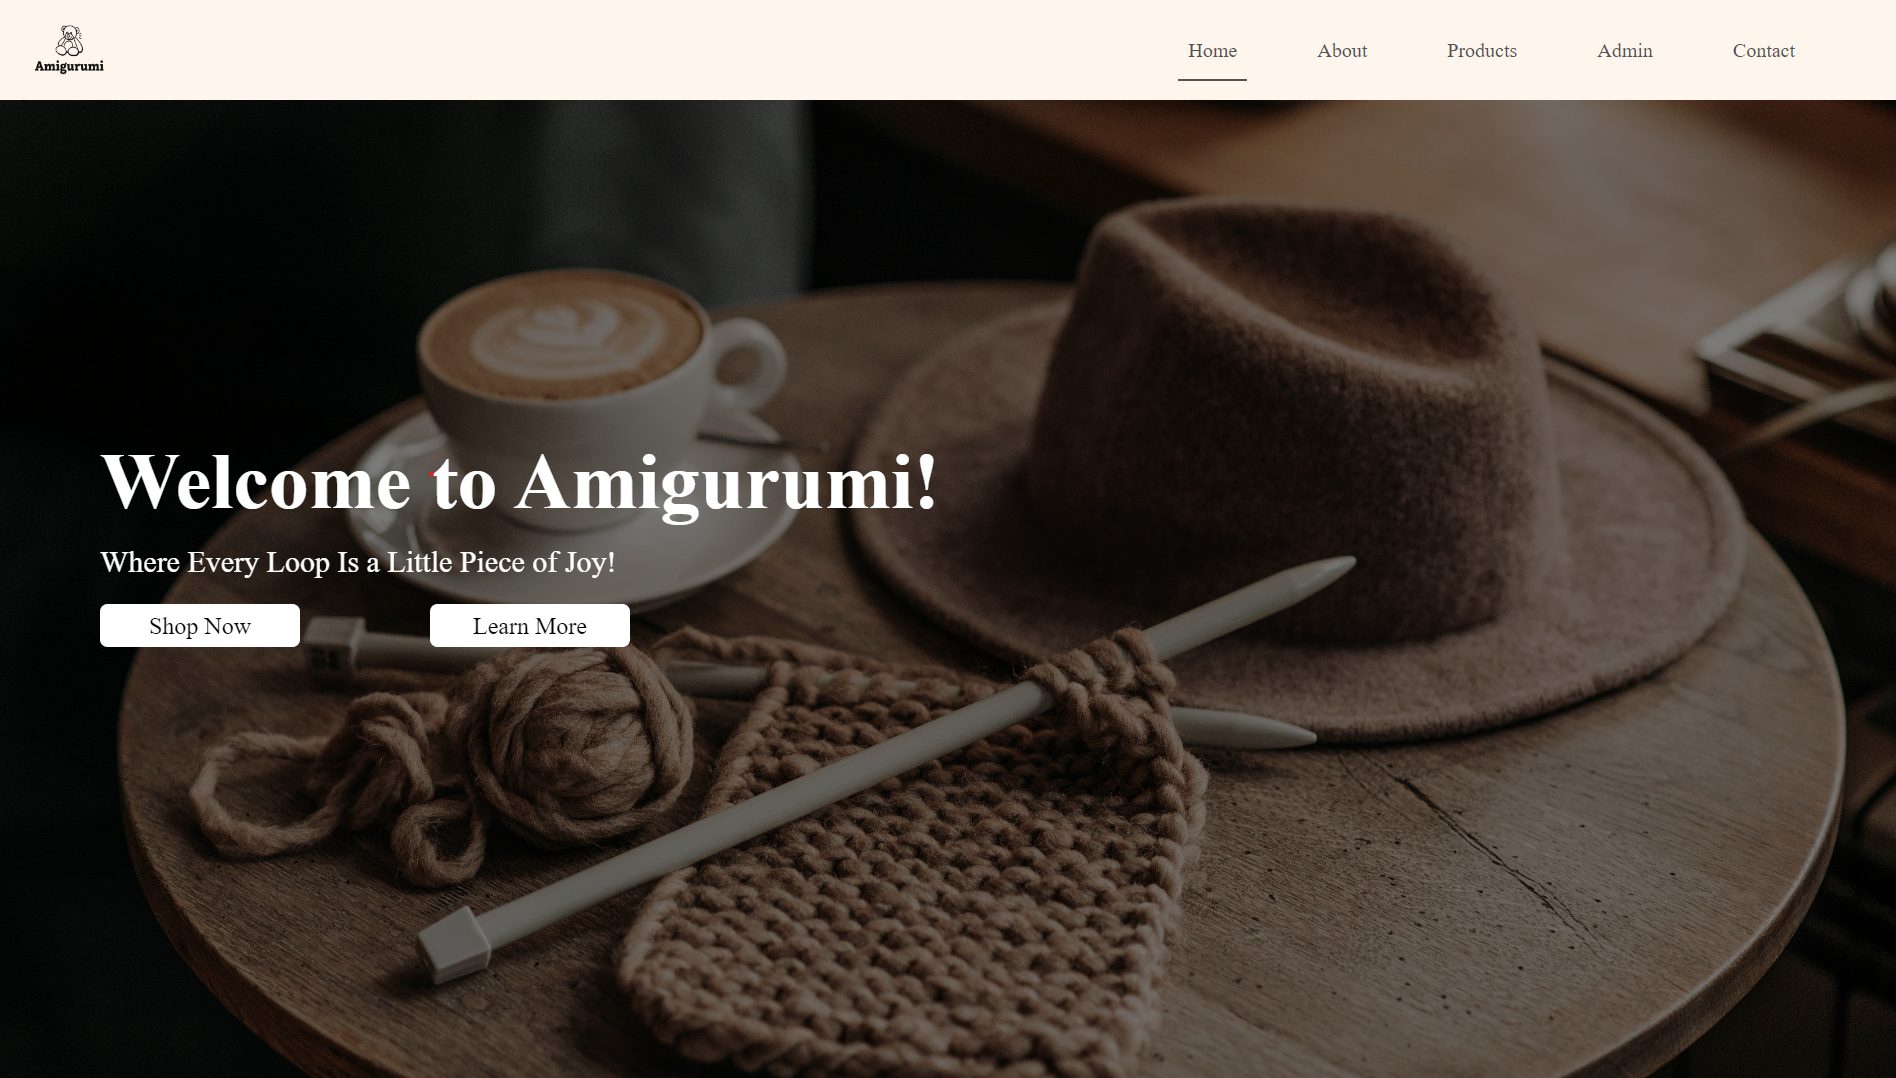 Amigurumi
Home About Products Admin Contact
Welcome to Amigurumi!
Where Every Loop Is a Little Piece of Joy!
Shop Now Learn More